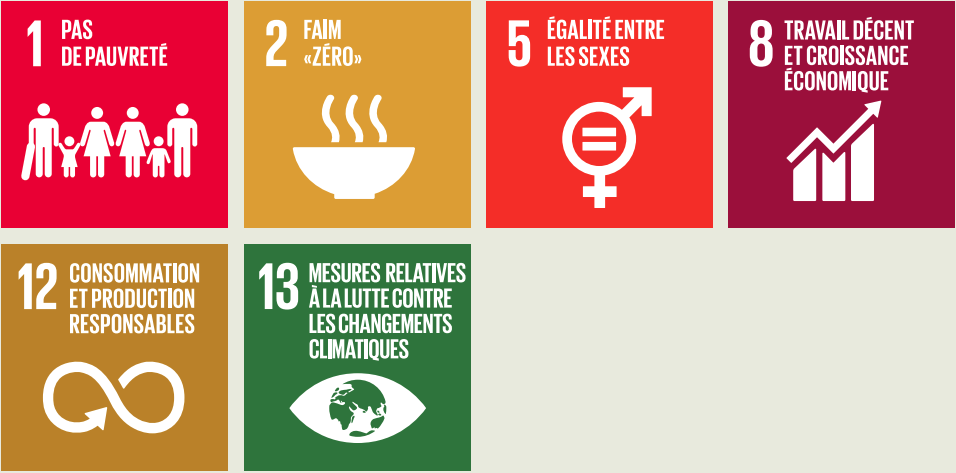 1 PAS
DE PAUVRETÉ
2 FAIM
«ZÉRO»
5 ÉGALITÉ ENTRE
LES SEXES
8 TRAVAIL DÉCENT
ET CROISSANCE
ÉCONOMIQUE
12 CONSOMMATION
ET PRODUCTION
RESPONSABLES
13 MESURES RELATIVES
À LA LUTTE CONTRE
LES CHANGEMENTS
CLIMATIQUES